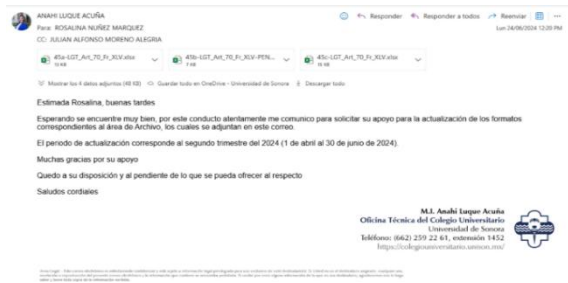 ANAHI LUQUE ACUÑA
Responder Responder a todos Reenviar
Para: ROSALINA NUÑEZ MARQUEZ
Lun 24/06/2024 12:20 PM
CC: JULIAN ALFONSO MORENO ALEGRIA
45a-LGT_Art_70_Fr_XLV.xlsx
45b-LGT_Art_70_Fr_XLV-PEN...
45c-LGT_Art_70_Fr_XLV.xlsx
Mostrar los 4 datos adjuntos (48 KB) Guardar todo en OneDrive - Universidad de Sonora Descargar todo
Estimada Rosalina, buenas tardes
Esperando se encuentre muy bien, por este conducto atentamente me comunico para solicitar su apoyo para la actualización de los formatos
correspondientes al área de Archivo, los cuales se adjuntan en este correo.
El periodo de actualización corresponde al segundo trimestre del 2024 (1 de abril al 30 de junio de 2024).
Muchas gracias por su apoyo
Quedo a su disposición y al pendiente de lo que se pueda ofrecer al respecto
Saludos cordiales
M.I. Anahi Luque Acuña
Oficina Técnica del Colegio Universitario
Universidad de Sonora
Teléfono: (662) 259 22 61, extensión 1452
https://colegiouniversitario.unison.mx/